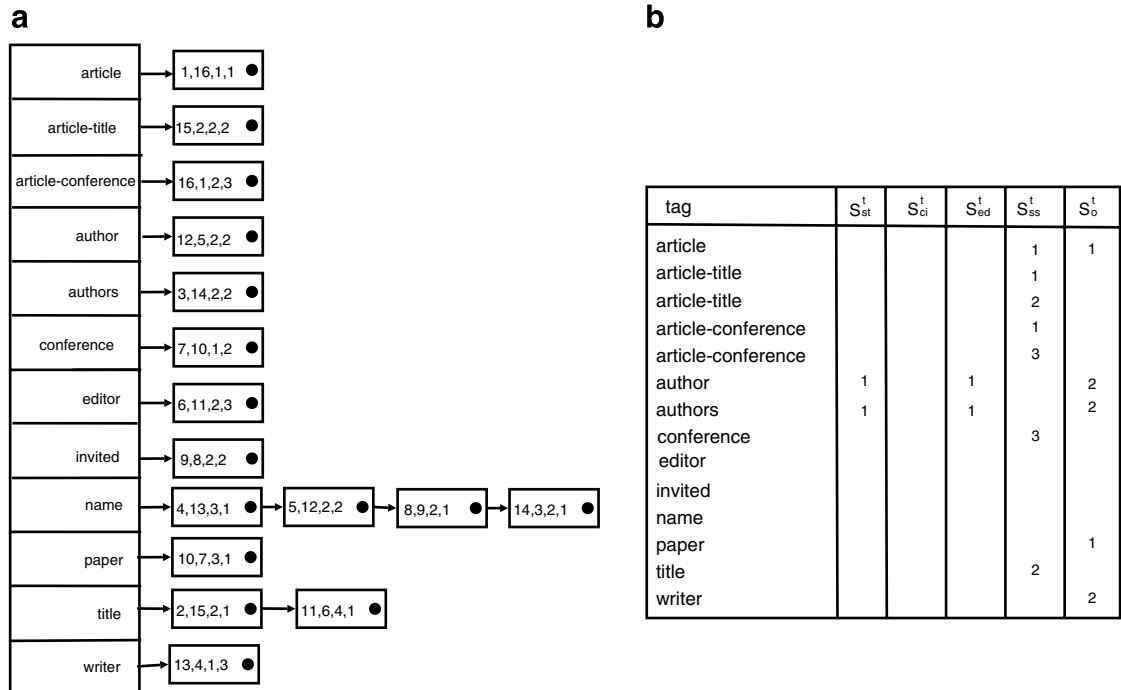 a
article 1,16,1,1
article-title 15,2,2,2
article-conference 16,1,2,3
author 12,5,2,2
authors 3,14,2,2
conference 7,10,1,2
editor 6,11,2,3
invited 9,8,2,2
name 4,13,3,1 5,12,2,2 8,9,2,1 14,3,2,1
paper 10,7,3,1
title 2,15,2,1 11,6,4,1
writer 13,4,1,3
b
tag S^t_st S^t_ci S^t_ed S^t_ss S^t_o
article 1 1
article-title 1
article-title 2
article-conference 1
article-conference 3
author 1 1 2
authors 1 1 2
conference 3
editor
invited
name
paper 1
title 2
writer 2